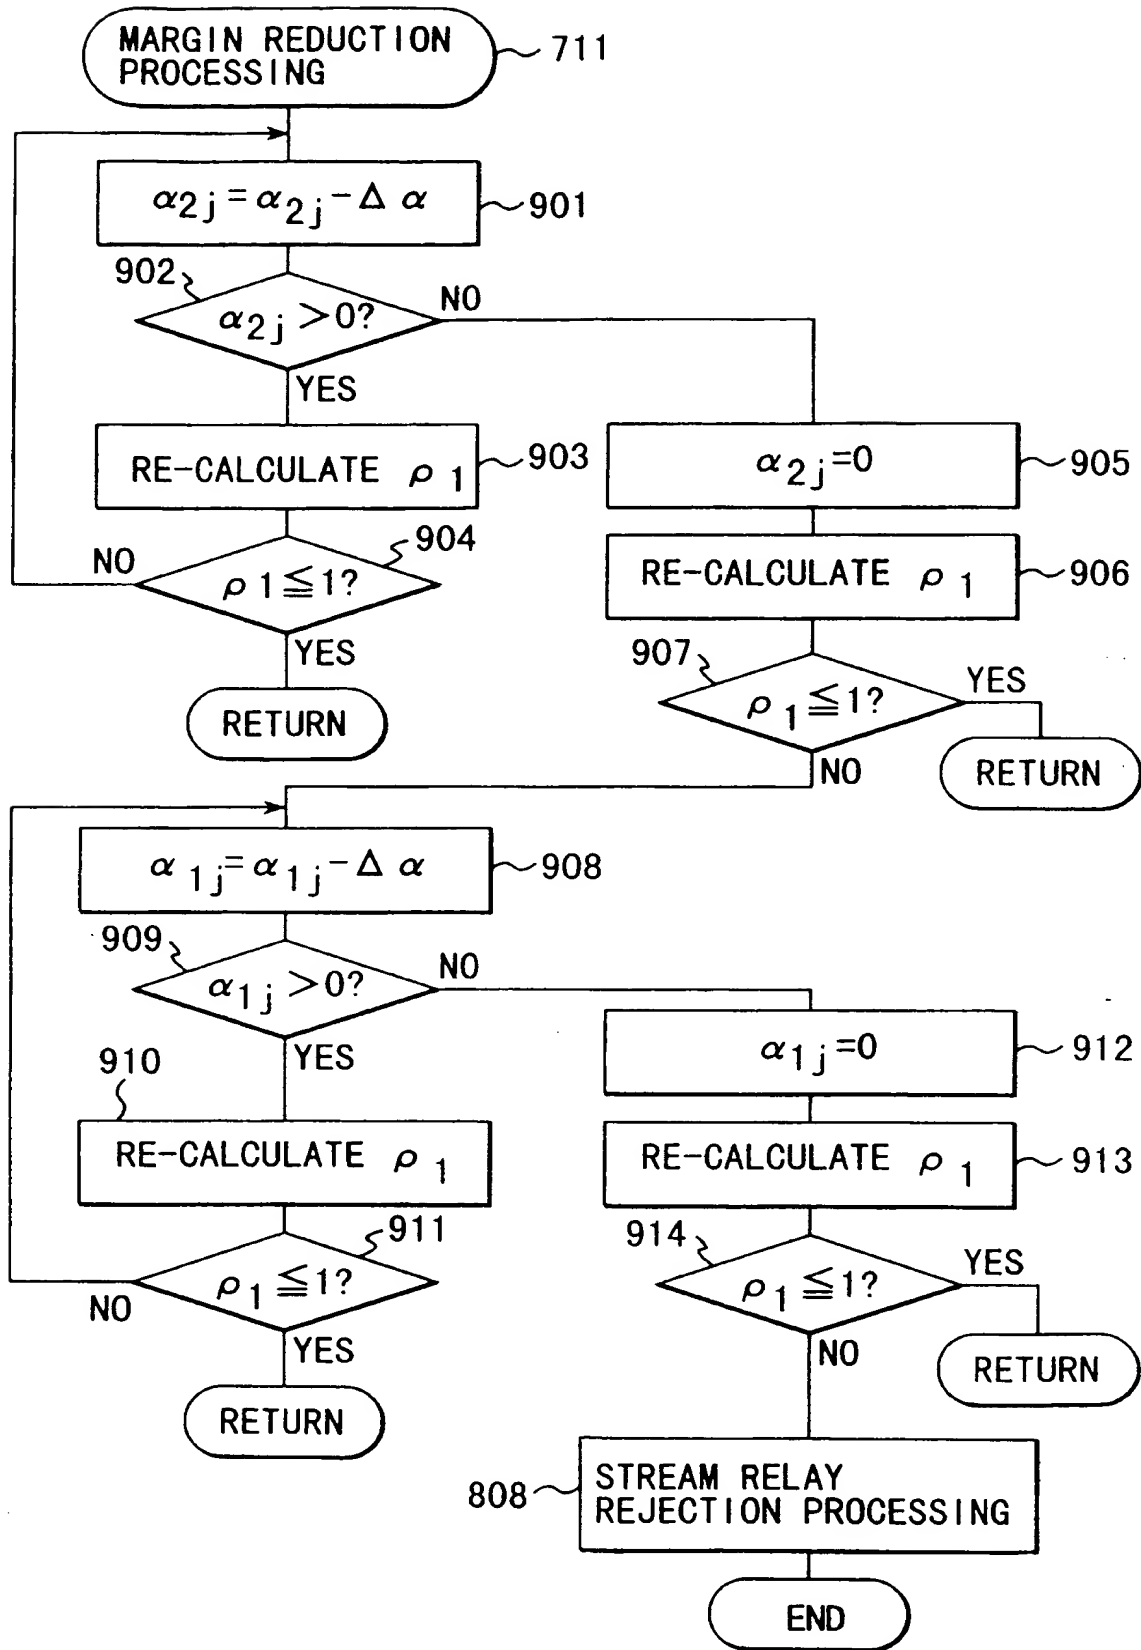 MARGIN REDUCTION
PROCESSING
711
α2j=α2j-Δα
901
902
α2j>0?
NO
YES
RE-CALCULATE ρ1
903
α2j=0
905
904
NO
ρ1≦1?
YES
RE-CALCULATE ρ1
906
RETURN
907
ρ1≦1?
YES
NO
RETURN
α1j=α1j-Δα
908
909
α1j>0?
NO
YES
α1j=0
912
910
RE-CALCULATE ρ1
RE-CALCULATE ρ1
913
911
ρ1≦1?
NO
YES
RETURN
914
ρ1≦1?
YES
NO
RETURN
808
STREAM RELAY
REJECTION PROCESSING
END